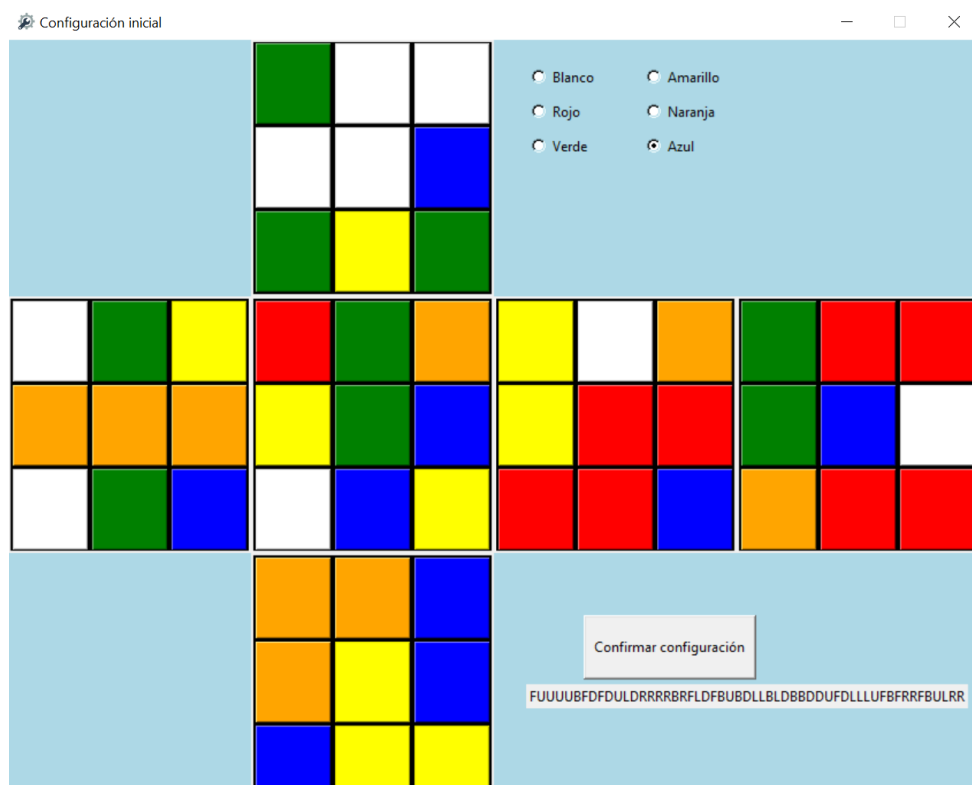 Configuración inicial
Blanco
Amarillo
Rojo
Naranja
Verde
Azul
Confirmar configuración
FUUUUBFDFDULDRRRRBRFLDFBUBDLLBLDBBDDUFDLLLUFBFRRFBULRR